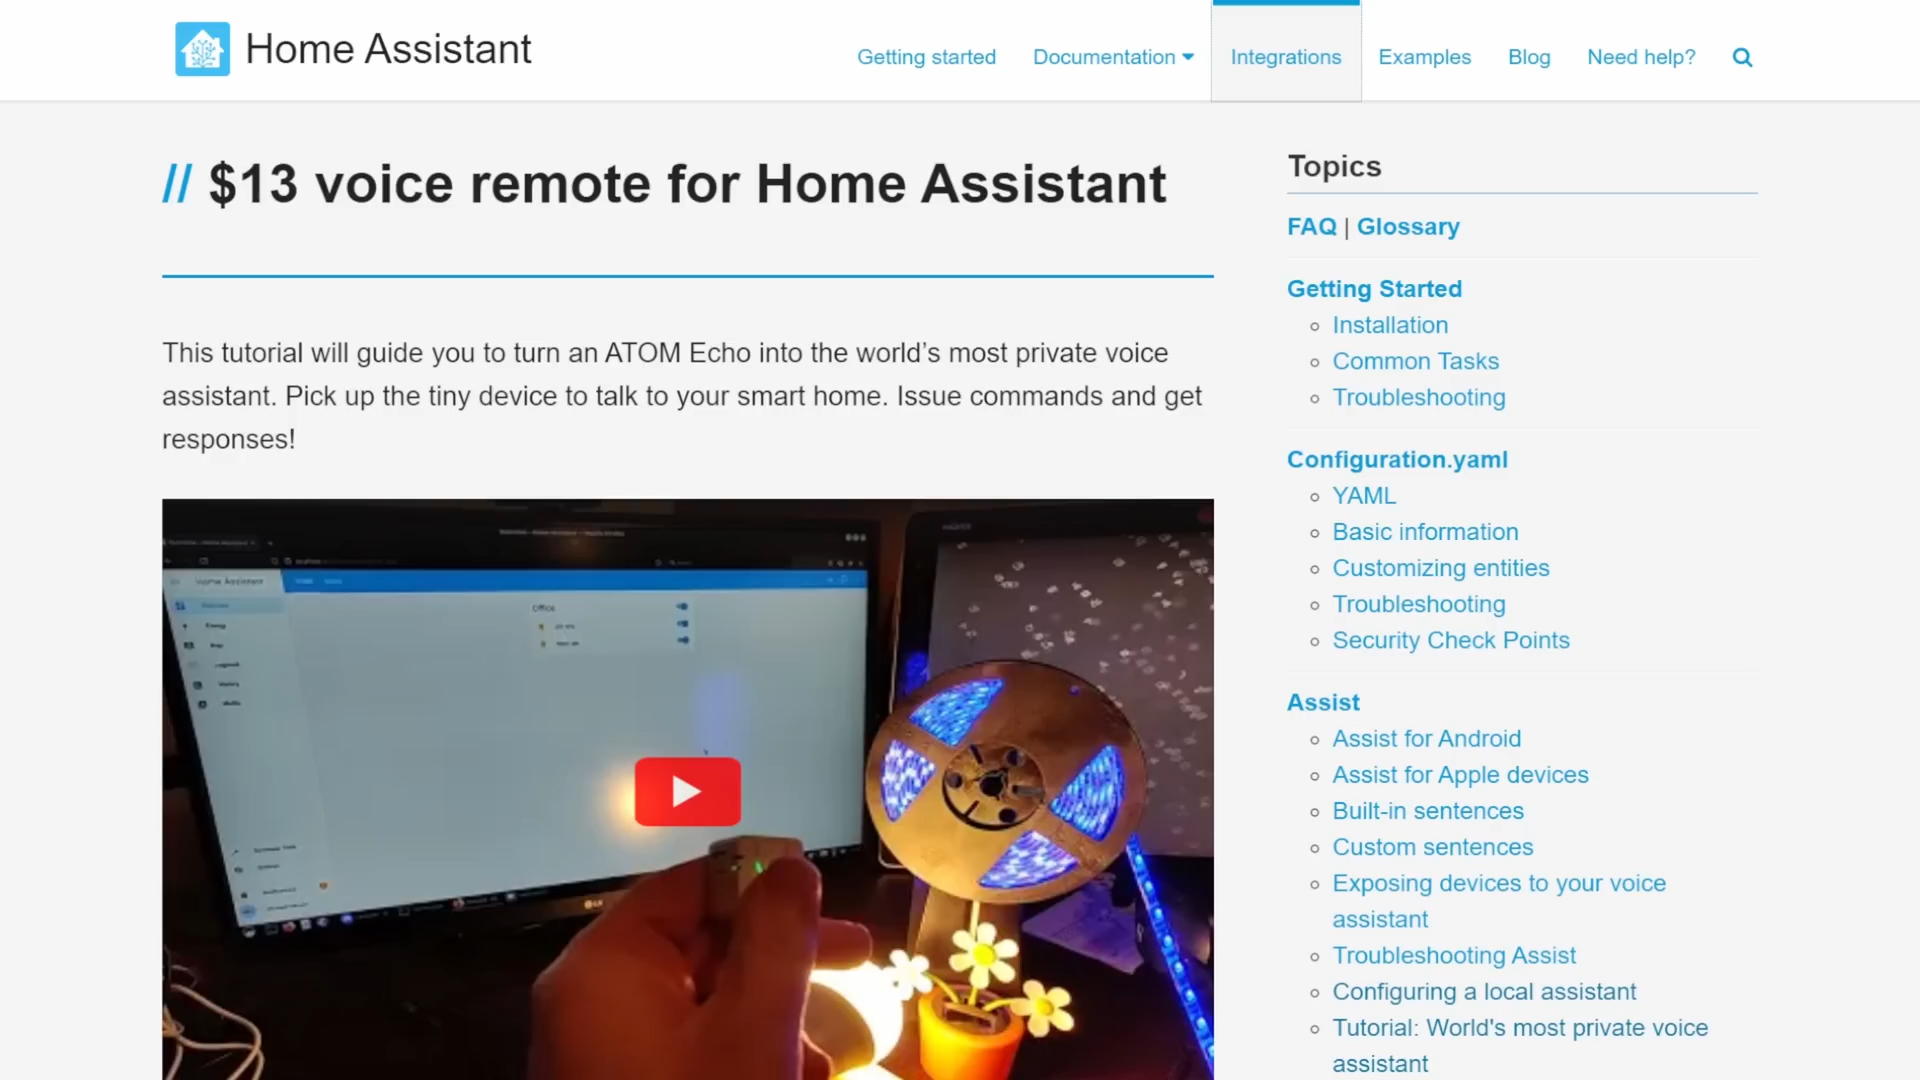 Home Assistant
Getting started
Documentation
Integrations
Examples
Blog
Need help?
// $13 voice remote for Home Assistant
This tutorial will guide you to turn an ATOM Echo into the world’s most private voice
assistant. Pick up the tiny device to talk to your smart home. Issue commands and get
responses!
Home Assistant
Office
Topics
FAQ | Glossary
Getting Started
Installation
Common Tasks
Troubleshooting
Configuration.yaml
YAML
Basic information
Customizing entities
Troubleshooting
Security Check Points
Assist
Assist for Android
Assist for Apple devices
Built-in sentences
Custom sentences
Exposing devices to your voice
assistant
Troubleshooting Assist
Configuring a local assistant
Tutorial: World's most private voice
assistant